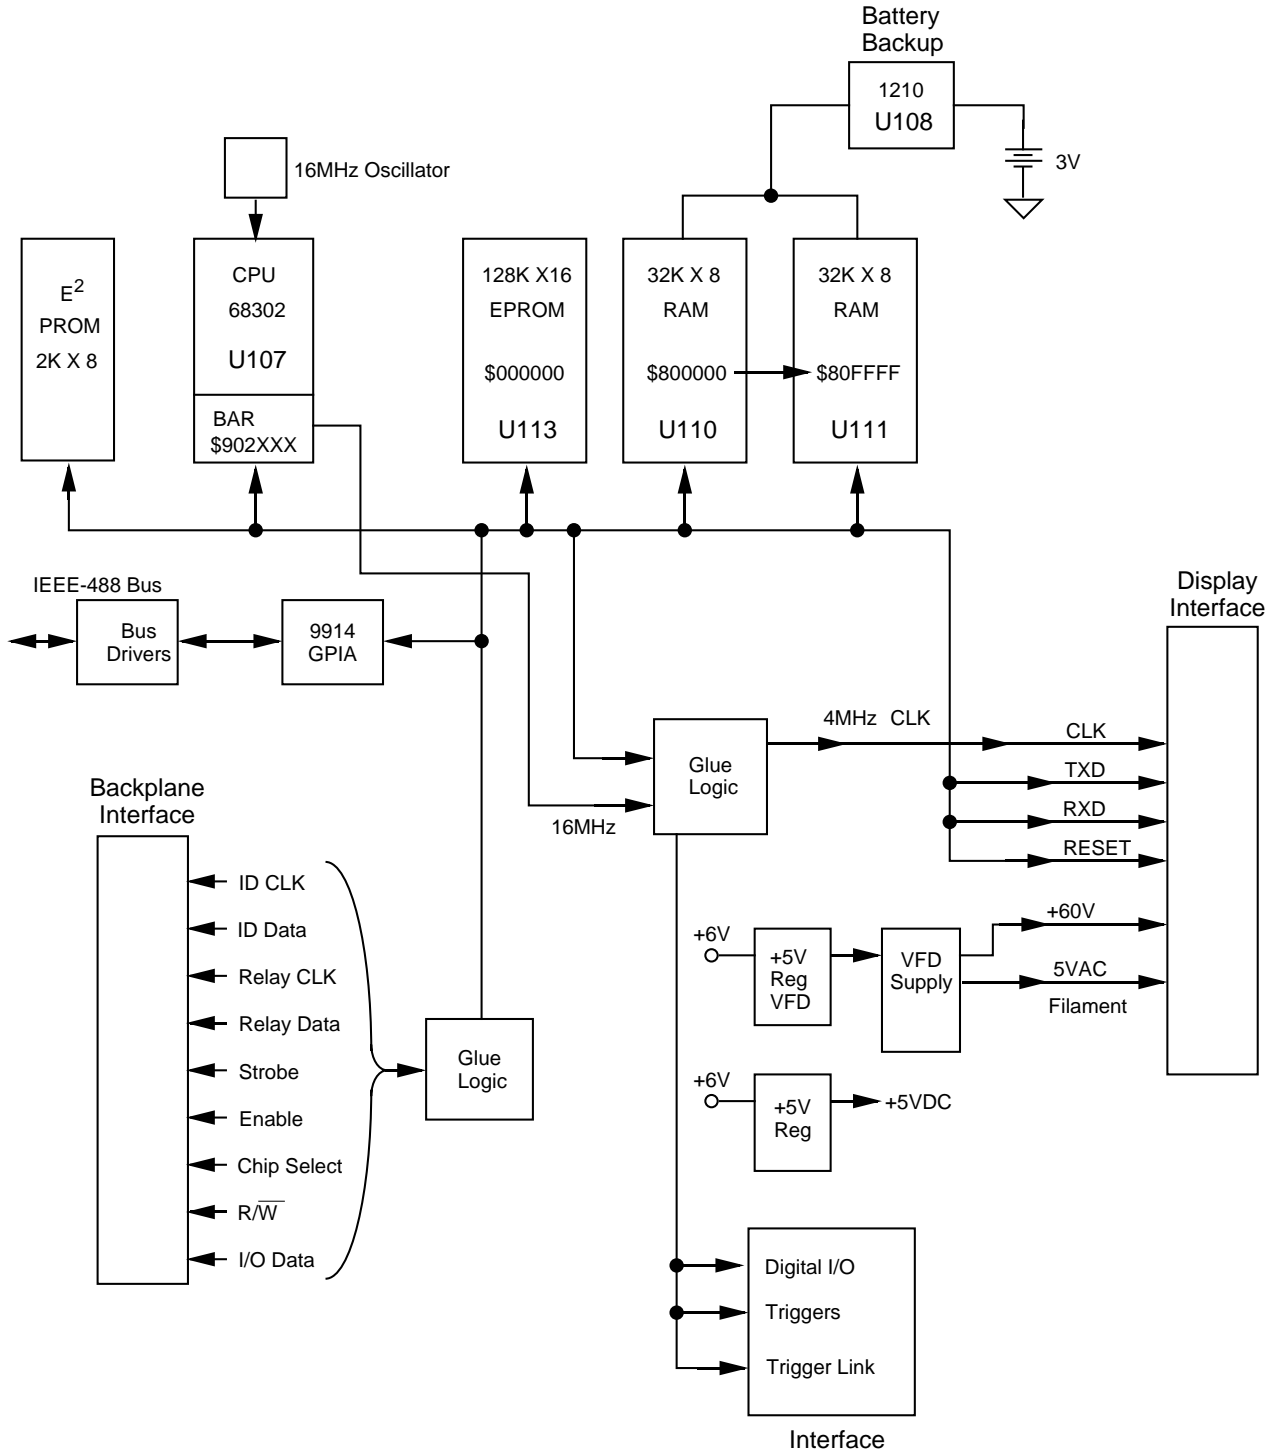 Battery
Backup
1210
U108
3V
16MHz Oscillator
E2
PROM
2K X 8
CPU
68302
U107
BAR
$902XXX
128K X16
EPROM
$000000
U113
32K X 8
RAM
$800000
U110
32K X 8
RAM
$80FFFF
U111
IEEE-488 Bus
Bus
Drivers
9914
GPIA
Display
Interface
4MHz CLK
CLK
TXD
RXD
RESET
Glue
Logic
16MHz
Backplane
Interface
ID CLK
ID Data
Relay CLK
Relay Data
Strobe
Enable
Chip Select
R/W̅
I/O Data
Glue
Logic
+6V
+5V
Reg
VFD
VFD
Supply
+60V
5VAC
Filament
+6V
+5V
Reg
+5VDC
Digital I/O
Triggers
Trigger Link
Interface